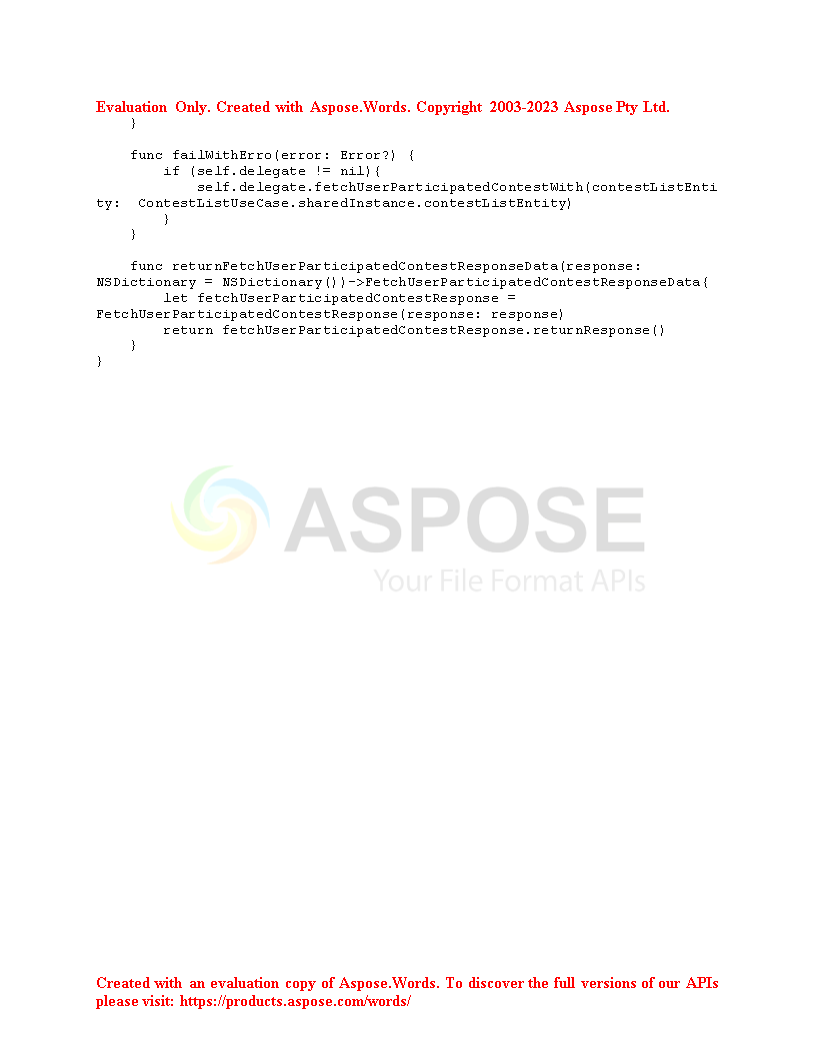 Evaluation Only. Created with Aspose.Words. Copyright 2003-2023 Aspose Pty Ltd.
    }

    func failWithErro(error: Error?) {
        if (self.delegate != nil){
            self.delegate.fetchUserParticipatedContestWith(contestListEnti
ty:  ContestListUseCase.sharedInstance.contestListEntity)
        }
    }

    func returnFetchUserParticipatedContestResponseData(response:
NSDictionary = NSDictionary())->FetchUserParticipatedContestResponseData{
        let fetchUserParticipatedContestResponse =
FetchUserParticipatedContestResponse(response: response)
        return fetchUserParticipatedContestResponse.returnResponse()
    }
}
ASPOSE
Your File Format APIs
Created with an evaluation copy of Aspose.Words. To discover the full versions of our APIs
please visit: https://products.aspose.com/words/